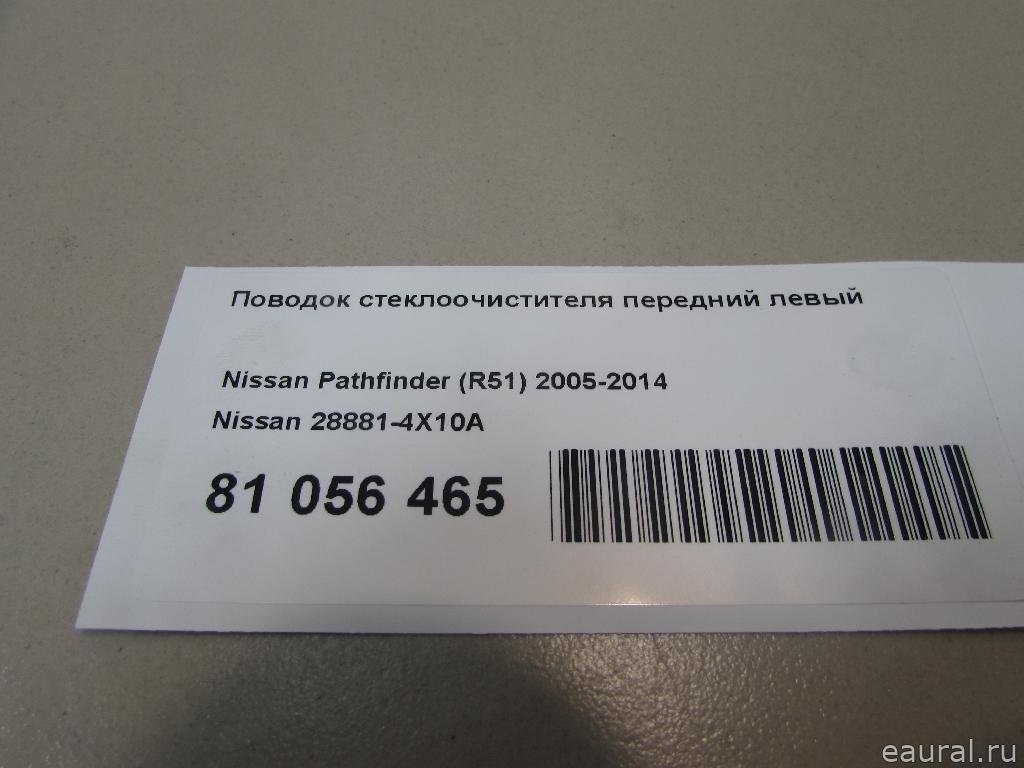 Поводок стеклоочистителя передний левый
Nissan Pathfinder (R51) 2005-2014
Nissan 28881-4X10A
81 056 465
eaural.ru